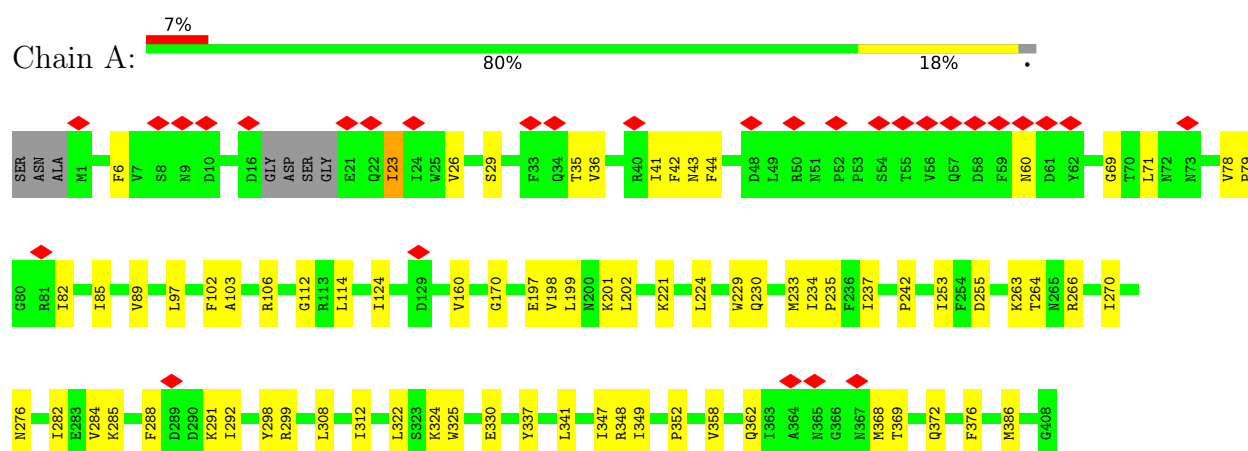 7%
Chain A:
80% 18% •
SER ASN ALA M1 F6 V7 S8 N9 D10 D16 GLY ASP SER GLY E21 Q22 I23 I24 W25 V26 S29 F33 Q34 T35 V36 R40 I41 F42 N43 F44 D48 L49 R50 N51 P52 P53 S54 T55 V56 Q57 D58 F59 N60 D61 Y62 G69 T70 L71 N72 N73 V78 P79
G80 R81 I82 I85 V89 L97 F102 A103 R106 G112 R113 L114 I124 D129 V160 G170 E197 V198 L199 N200 K201 L202 K221 L224 W229 Q230 M233 I234 P235 F236 I237 P242 I253 F254 D255 K263 T264 N265 R266 I270
N276 I282 E283 V284 K285 F288 D289 D290 K291 I292 Y298 R299 L308 I312 L322 S323 K324 W325 E330 Y337 L341 I347 R348 I349 P352 V358 Q362 I363 A364 N365 G366 N367 M368 T369 Q372 F376 M386 G408